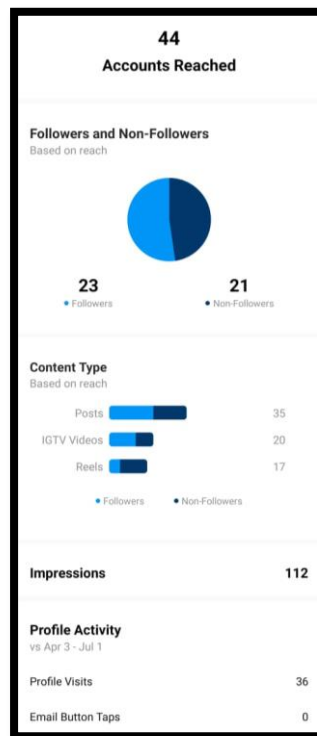 44
Accounts Reached
Followers and Non-Followers
Based on reach
23 21
Followers Non-Followers
Content Type
Based on reach
Posts 35
IGTV Videos 20
Reels 17
Followers Non-Followers
Impressions 112
Profile Activity
vs Apr 3 - Jul 1
Profile Visits 36
Email Button Taps 0